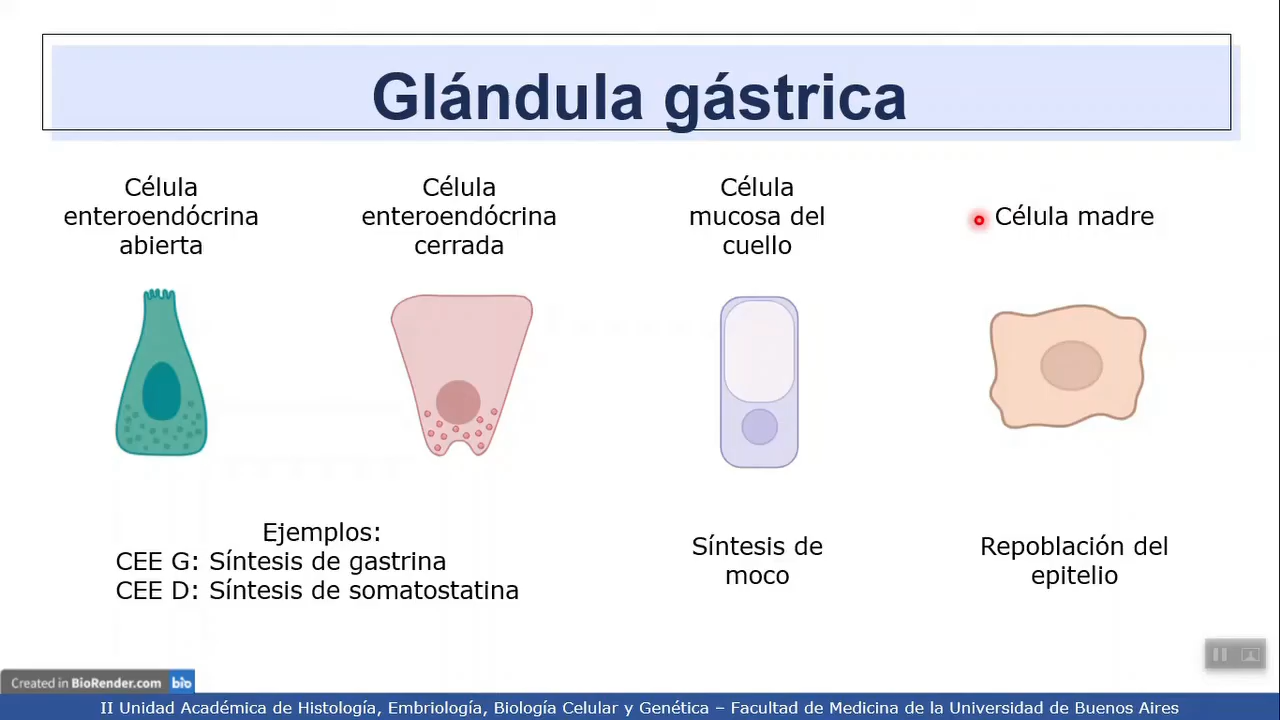 Glándula gástrica
Célula
enteroendócrina
abierta
Célula
enteroendócrina
cerrada
Célula
mucosa del
cuello
Célula madre
Ejemplos:
CEE G: Síntesis de gastrina
CEE D: Síntesis de somatostatina
Síntesis de
moco
Repoblación del
epitelio
Created in BioRender.com bio
II Unidad Académica de Histología, Embriología, Biología Celular y Genética – Facultad de Medicina de la Universidad de Buenos Aires